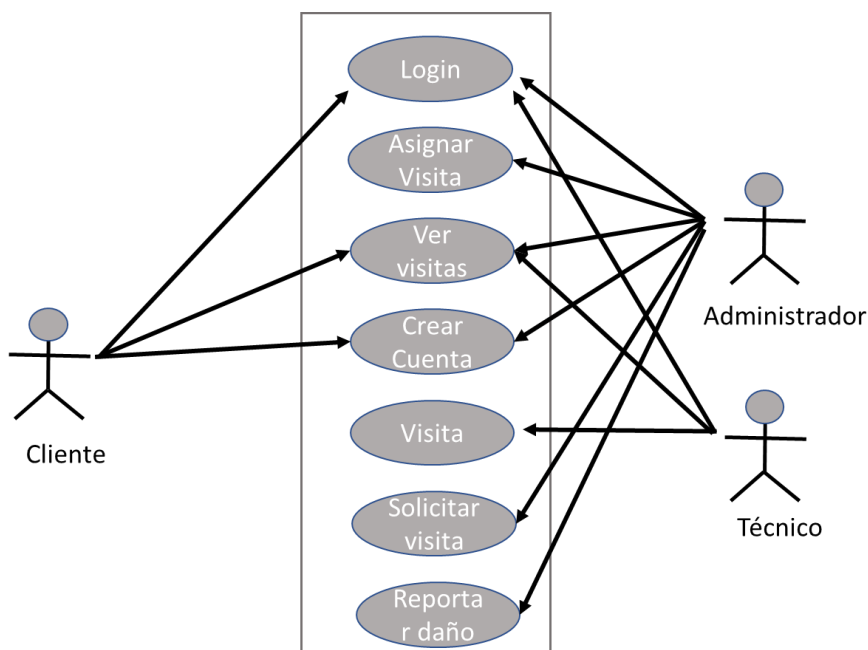 Login
Asignar
Visita
Ver
visitas
Crear
Cuenta
Visita
Solicitar
visita
Reporta
r daño
Cliente
Administrador
Técnico